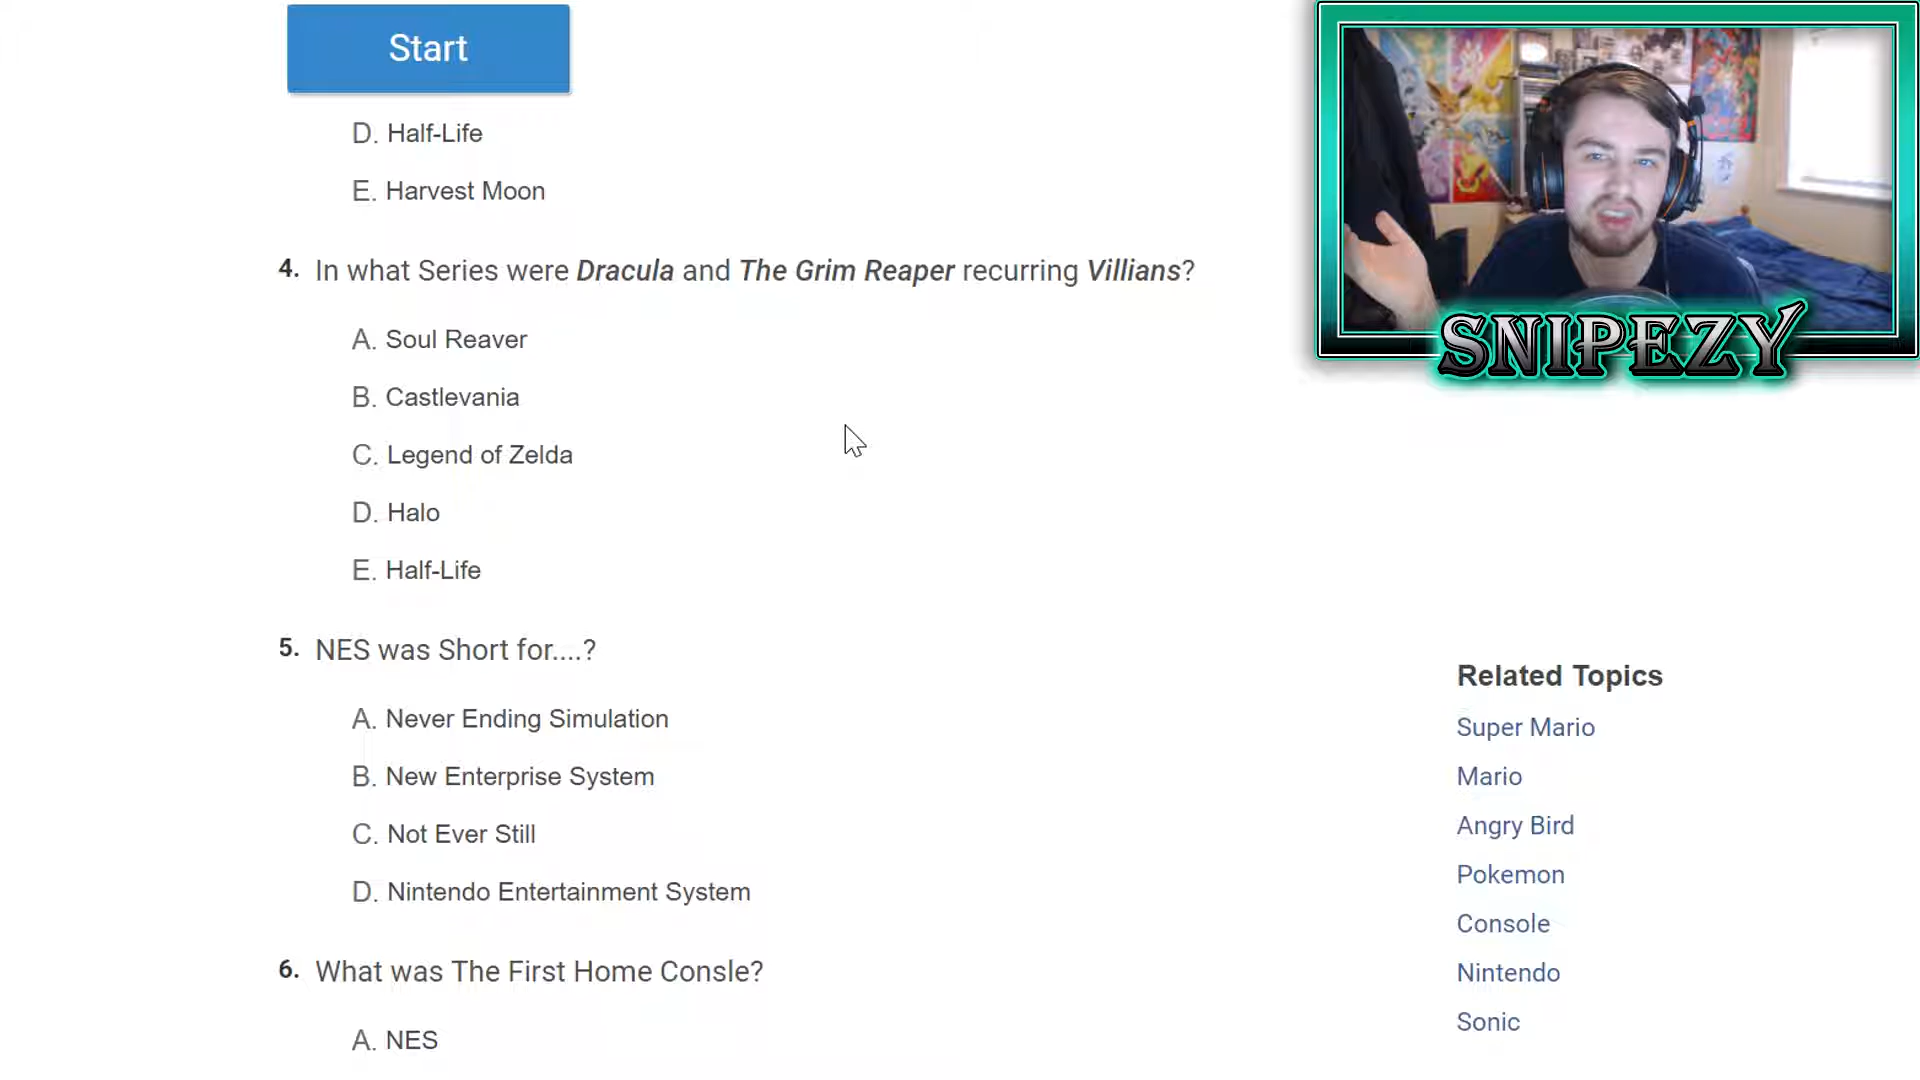 Start
D. Half-Life
E. Harvest Moon
4. In what Series were Dracula and The Grim Reaper recurring Villians?
A. Soul Reaver
B. Castlevania
C. Legend of Zelda
D. Halo
E. Half-Life
5. NES was Short for....?
A. Never Ending Simulation
B. New Enterprise System
C. Not Ever Still
D. Nintendo Entertainment System
6. What was The First Home Consle?
A. NES
SNIPEZY
Related Topics
Super Mario
Mario
Angry Bird
Pokemon
Console
Nintendo
Sonic